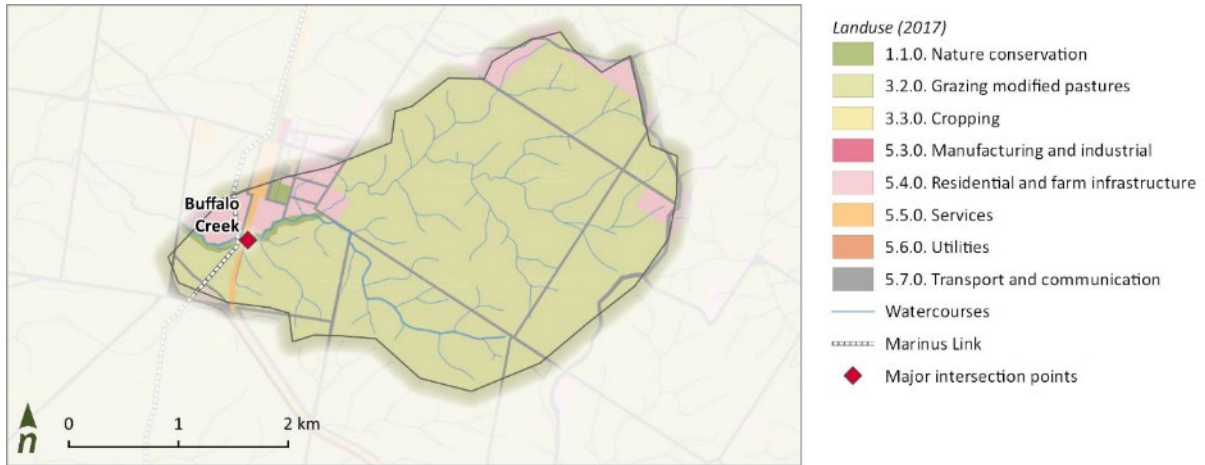 Buffalo
Creek
n
0 1 2 km
Landuse (2017)
1.1.0. Nature conservation
3.2.0. Grazing modified pastures
3.3.0. Cropping
5.3.0. Manufacturing and industrial
5.4.0. Residential and farm infrastructure
5.5.0. Services
5.6.0. Utilities
5.7.0. Transport and communication
Watercourses
Marinus Link
Major intersection points